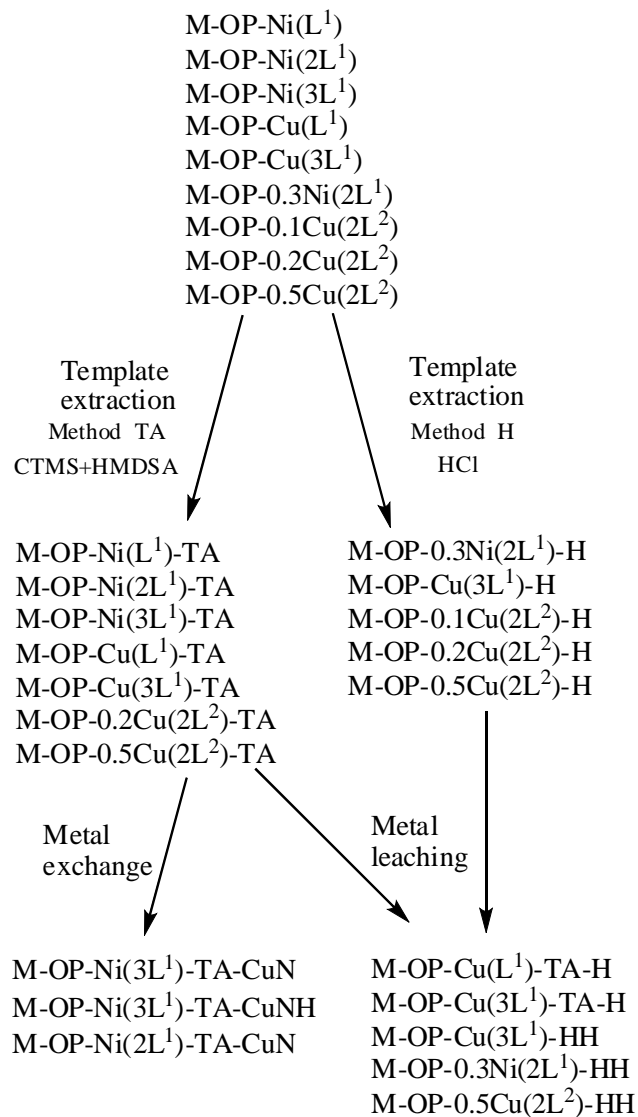 M-OP-Ni(L¹)
M-OP-Ni(2L¹)
M-OP-Ni(3L¹)
M-OP-Cu(L¹)
M-OP-Cu(3L¹)
M-OP-0.3Ni(2L¹)
M-OP-0.1Cu(2L²)
M-OP-0.2Cu(2L²)
M-OP-0.5Cu(2L²)
Template
extraction
Method TA
CTMS+HMDSA
Template
extraction
Method H
HCl
M-OP-Ni(L¹)-TA
M-OP-Ni(2L¹)-TA
M-OP-Ni(3L¹)-TA
M-OP-Cu(L¹)-TA
M-OP-Cu(3L¹)-TA
M-OP-0.2Cu(2L²)-TA
M-OP-0.5Cu(2L²)-TA
M-OP-0.3Ni(2L¹)-H
M-OP-Cu(3L¹)-H
M-OP-0.1Cu(2L²)-H
M-OP-0.2Cu(2L²)-H
M-OP-0.5Cu(2L²)-H
Metal
exchange
Metal
leaching
M-OP-Ni(3L¹)-TA-CuN
M-OP-Ni(3L¹)-TA-CuNH
M-OP-Ni(2L¹)-TA-CuN
M-OP-Cu(L¹)-TA-H
M-OP-Cu(3L¹)-TA-H
M-OP-Cu(3L¹)-HH
M-OP-0.3Ni(2L¹)-HH
M-OP-0.5Cu(2L²)-HH